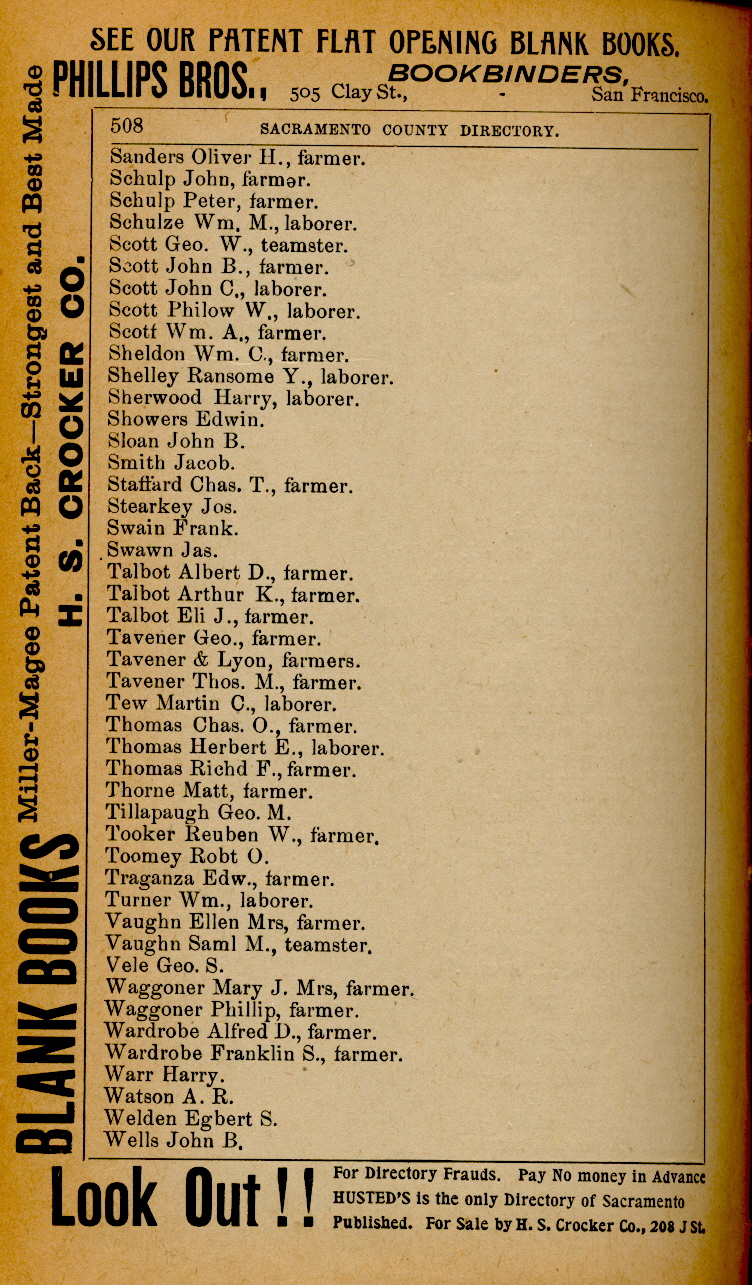 SEE OUR PATENT FLAT OPENING BLANK BOOKS.
PHILLIPS BROS., 505 Clay St., BOOKBINDERS, - San Francisco.
BLANK BOOKS Miller-Magee Patent Back—Strongest and Best Made
H. S. CROCKER CO.
508 SACRAMENTO COUNTY DIRECTORY.
Sanders Oliver H., farmer.
Schulp John, farmer.
Schulp Peter, farmer.
Schulze Wm. M., laborer.
Scott Geo. W., teamster.
Scott John B., farmer.
Scott John C., laborer.
Scott Philow W., laborer.
Scott Wm. A., farmer.
Sheldon Wm. C., farmer.
Shelley Ransome Y., laborer.
Sherwood Harry, laborer.
Showers Edwin.
Sloan John B.
Smith Jacob.
Staffard Chas. T., farmer.
Stearkey Jos.
Swain Frank.
Swawn Jas.
Talbot Albert D., farmer.
Talbot Arthur K., farmer.
Talbot Eli J., farmer.
Tavener Geo., farmer.
Tavener & Lyon, farmers.
Tavener Thos. M., farmer.
Tew Martin C., laborer.
Thomas Chas. O., farmer.
Thomas Herbert E., laborer.
Thomas Richd F., farmer.
Thorne Matt, farmer.
Tillapaugh Geo. M.
Tooker Reuben W., farmer.
Toomey Robt O.
Traganza Edw., farmer.
Turner Wm., laborer.
Vaughn Ellen Mrs, farmer.
Vaughn Saml M., teamster.
Vele Geo. S.
Waggoner Mary J. Mrs, farmer.
Waggoner Phillip, farmer.
Wardrobe Alfred D., farmer.
Wardrobe Franklin S., farmer.
Warr Harry.
Watson A. R.
Welden Egbert S.
Wells John B.
Look Out!!
For Directory Frauds. Pay No money in Advance
HUSTED'S is the only Directory of Sacramento
Published. For Sale by H. S. Crocker Co., 208 J St.